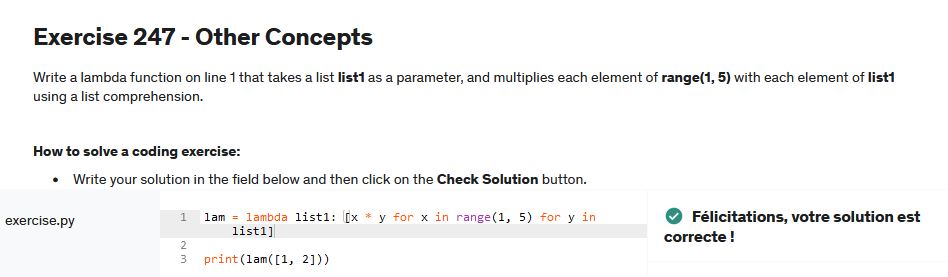 Exercise 247 - Other Concepts
Write a lambda function on line 1 that takes a list list1 as a parameter, and multiplies each element of range(1, 5) with each element of list1
using a list comprehension.
How to solve a coding exercise:
• Write your solution in the field below and then click on the Check Solution button.
exercise.py
1 lam = lambda list1: [x * y for x in range(1, 5) for y in
list1]
2
3 print(lam([1, 2]))
Félicitations, votre solution est
correcte !